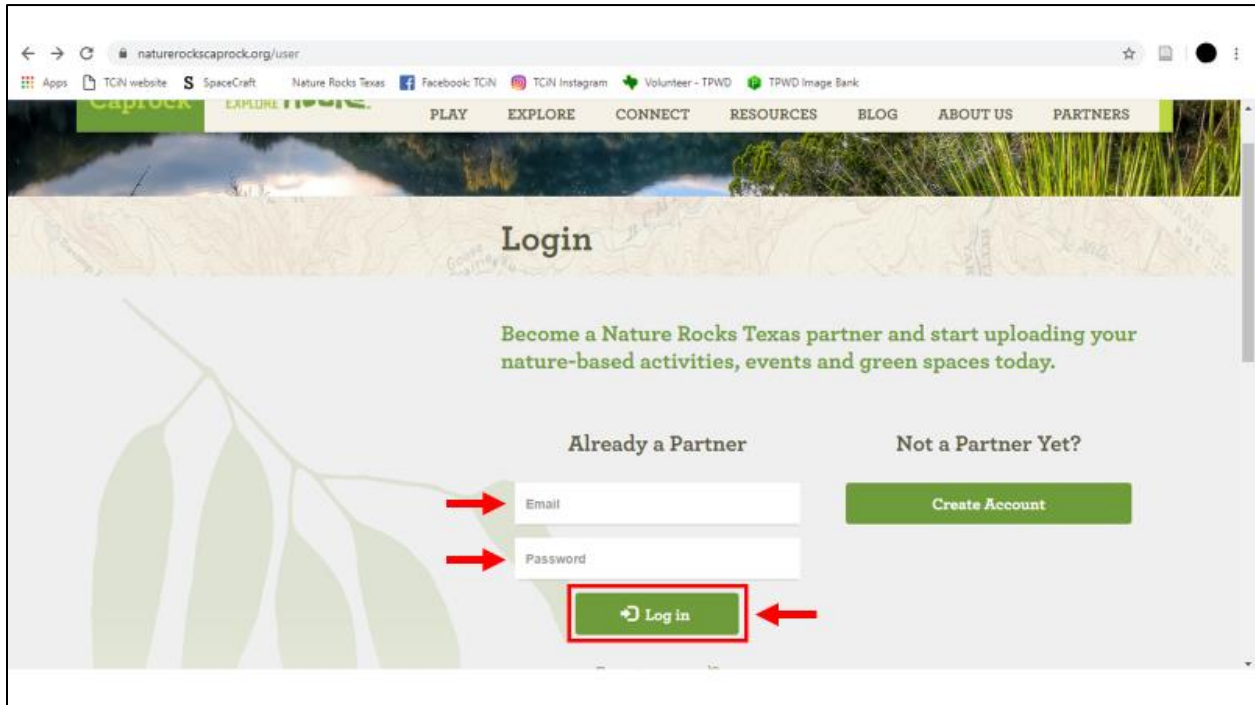 naturerockscaprock.org/user
Apps TCiN website S SpaceCraft Nature Rocks Texas Facebook: TCiN TCiN Instagram Volunteer - TPWD TPWD Image Bank
Caprock EXPLORE
PLAY EXPLORE CONNECT RESOURCES BLOG ABOUT US PARTNERS
Login
Become a Nature Rocks Texas partner and start uploading your
nature-based activities, events and green spaces today.
Already a Partner
Email
Password
Log in
Not a Partner Yet?
Create Account